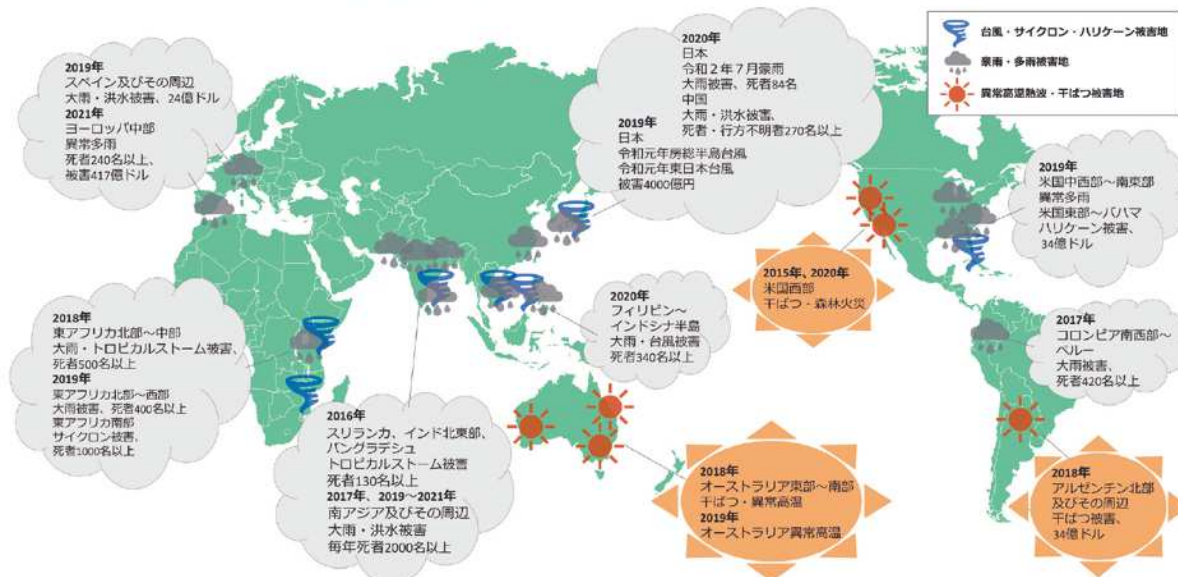 台風・サイクロン・ハリケーン被害地
豪雨・多雨被害地
異常高温熱波・干ばつ被害地
2019年
スペイン及びその周辺
大雨・洪水被害、24億ドル
2021年
ヨーロッパ中部
異常多雨
死者240名以上、
被害417億ドル
2020年
日本
令和２年７月豪雨
大雨被害、死者84名
中国
大雨・洪水被害、
死者・行方不明者270名以上
2019年
日本
令和元年房総半島台風
令和元年東日本台風
被害4000億円
2019年
米国中西部～南東部
異常多雨
米国東部～バハマ
ハリケーン被害、
34億ドル
2015年、2020年
米国西部
干ばつ・森林火災
2018年
東アフリカ北部～中部
大雨・トロピカルストーム被害、
死者500名以上
2019年
東アフリカ北部～西部
大雨被害、死者400名以上
東アフリカ南部
サイクロン被害、
死者1000名以上
2020年
フィリピン～
インドシナ半島
大雨・台風被害
死者340名以上
2017年
コロンビア南西部～
ペルー
大雨被害、
死者420名以上
2016年
スリランカ、インド北東部、
バングラデシュ
トロピカルストーム被害
死者130名以上
2017年、2019～2021年
南アジア及びその周辺
大雨・洪水被害
毎年死者2000名以上
2018年
オーストラリア東部～南部
干ばつ・異常高温
2019年
オーストラリア異常高温
2018年
アルゼンチン北部
及びその周辺
干ばつ被害、
34億ドル